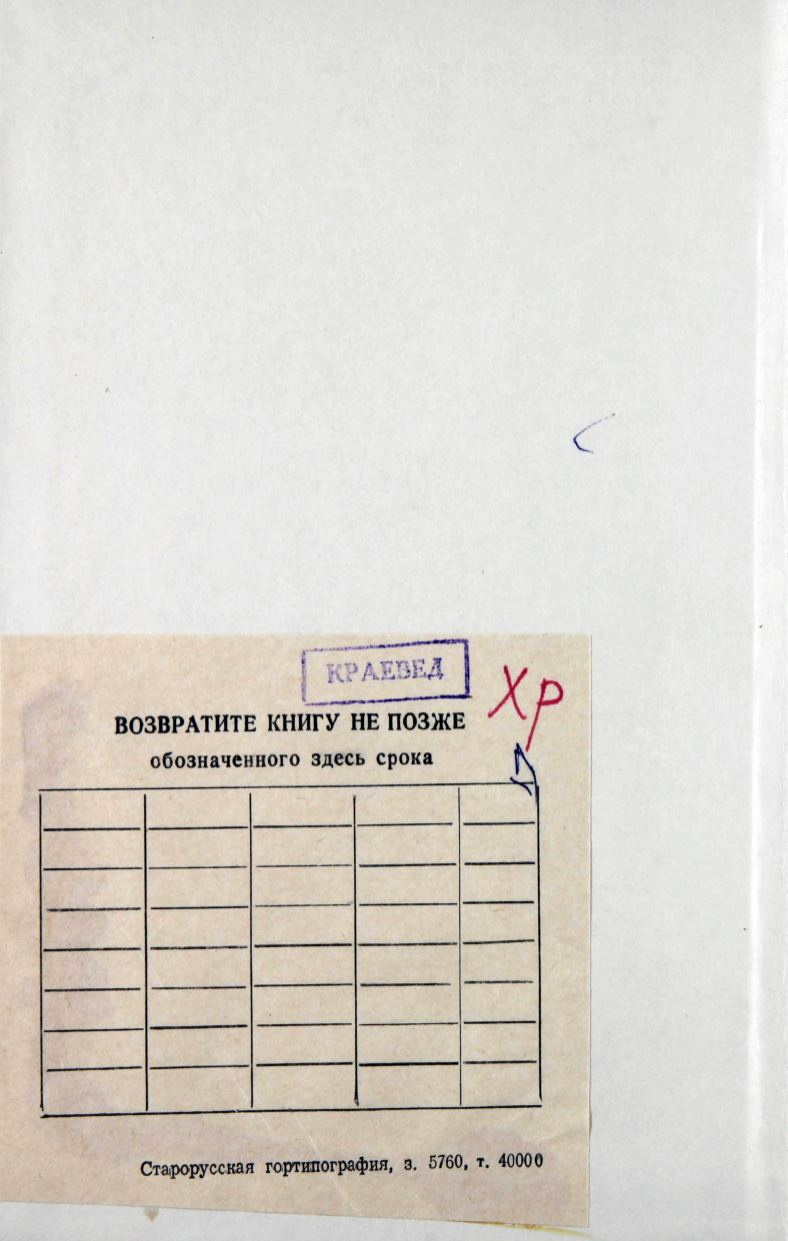 КРАЕВЕД
Хр
ВОЗВРАТИТЕ КНИГУ НЕ ПОЗЖЕ
обозначенного здесь срока
Старорусская гортипография, з. 5760, т. 40000